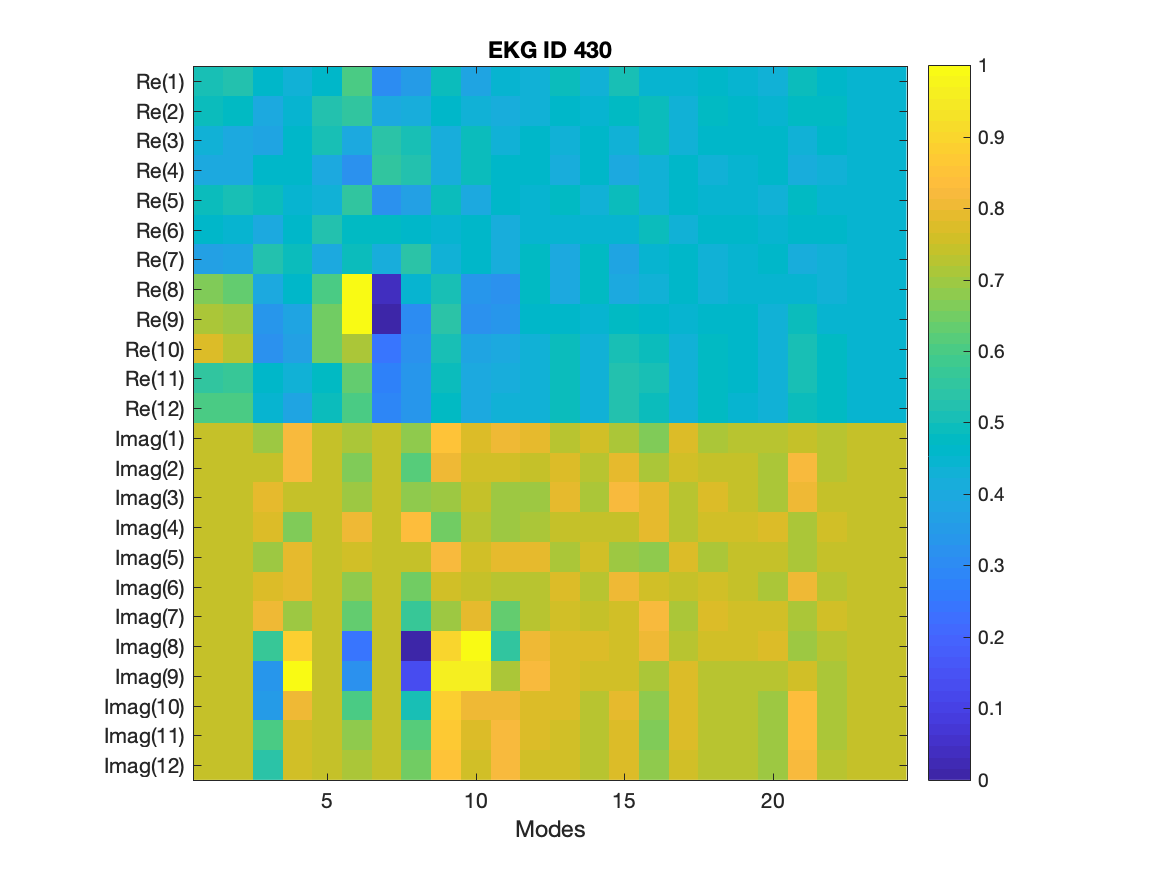 EKG ID 430
Re(1)
Re(2)
Re(3)
Re(4)
Re(5)
Re(6)
Re(7)
Re(8)
Re(9)
Re(10)
Re(11)
Re(12)
Imag(1)
Imag(2)
Imag(3)
Imag(4)
Imag(5)
Imag(6)
Imag(7)
Imag(8)
Imag(9)
Imag(10)
Imag(11)
Imag(12)
5 10 15 20
Modes
1
0.9
0.8
0.7
0.6
0.5
0.4
0.3
0.2
0.1
0